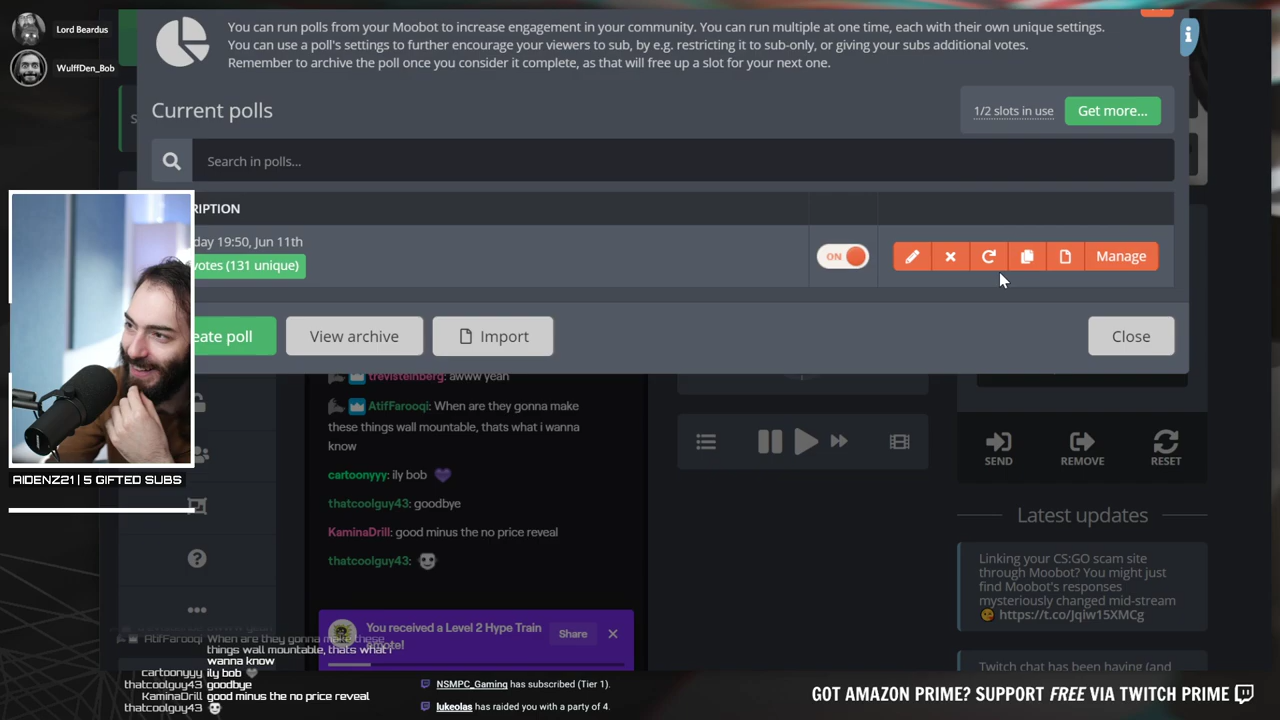 Lord Beardus
WulffDen_Bob
You can run polls from your Moobot to increase engagement in your community. You can run multiple at one time, each with their own unique settings.
You can use a poll's settings to further encourage your viewers to sub, by e.g. restricting it to sub-only, or giving your subs additional votes.
Remember to archive the poll once you consider it complete, as that will free up a slot for your next one.
Current polls
1/2 slots in use
Get more...
Search in polls...
RIPTION
day 19:50, Jun 11th
votes (131 unique)
ON
Manage
eate poll
View archive
Import
Close
trevisteinberg: awww yeah
AtifFarooqi: When are they gonna make
these things wall mountable, thats what i wanna
know
cartoonyyy: ily bob
thatcoolguy43: goodbye
KaminaDrill: good minus the no price reveal
thatcoolguy43:
You received a Level 2 Hype Train
emote!
Share
SEND
REMOVE
RESET
Latest updates
Linking your CS:GO scam site
through Moobot? You might just
find Moobot's responses
mysteriously changed mid-stream
https://t.co/Jqiw15XMCg
Twitch chat has been having (and
AIDENZ21 | 5 GIFTED SUBS
AtifFarooqi When are they gonna make these
things wall mountable, thats what i
wanna know
cartoonyyy ily bob
thatcoolguy43 goodbye
KaminaDrill good minus the no price reveal
thatcoolguy43
NSMPC_Gaming has subscribed (Tier 1).
lukeolas has raided you with a party of 4.
GOT AMAZON PRIME? SUPPORT FREE VIA TWITCH PRIME